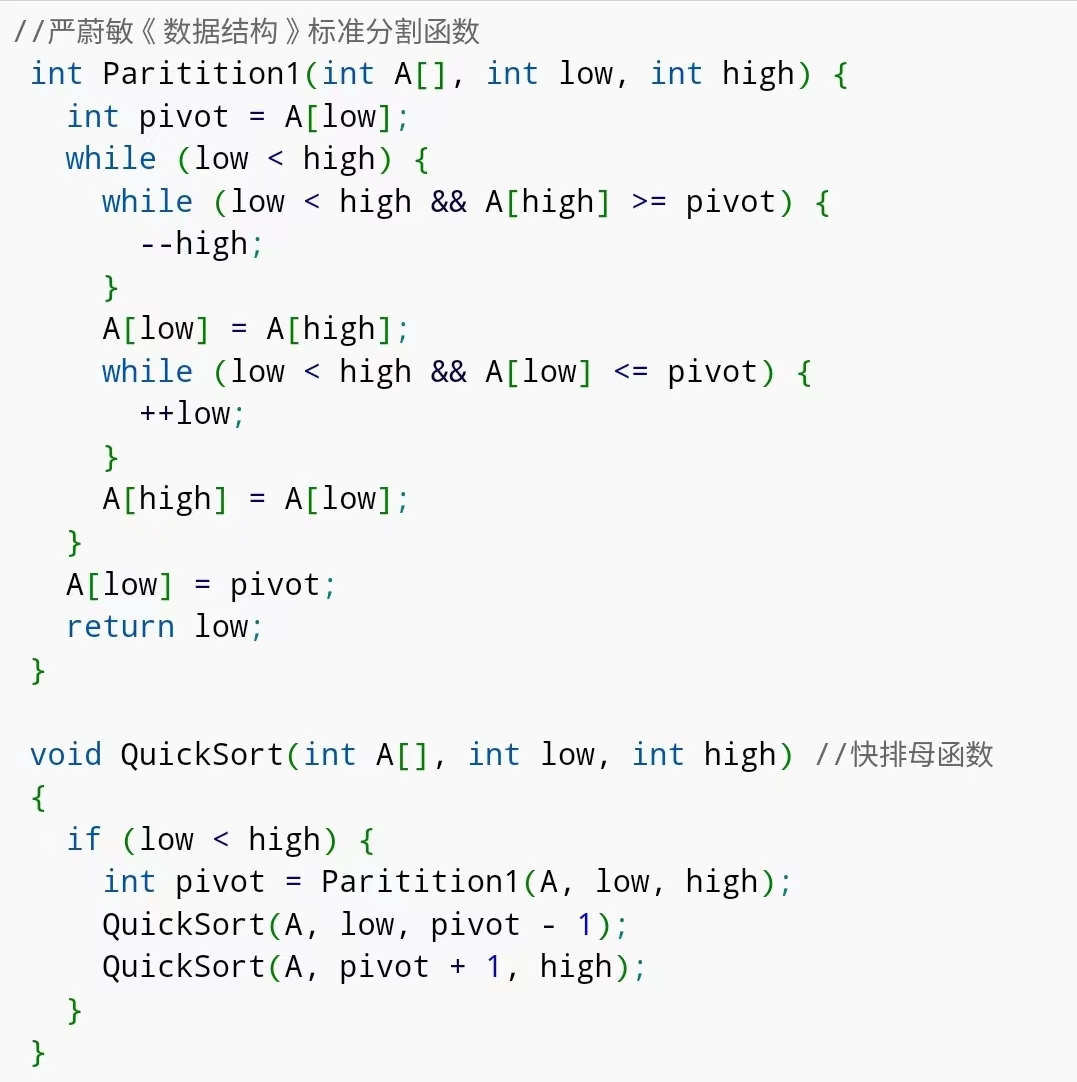 //严蔚敏《数据结构》标准分割函数
int Paritition1(int A[], int low, int high) {
int pivot = A[low];
while (low < high) {
while (low < high && A[high] >= pivot) {
--high;
}
A[low] = A[high];
while (low < high && A[low] <= pivot) {
++low;
}
A[high] = A[low];
}
A[low] = pivot;
return low;
}
void QuickSort(int A[], int low, int high) //快排母函数
{
if (low < high) {
int pivot = Paritition1(A, low, high);
QuickSort(A, low, pivot - 1);
QuickSort(A, pivot + 1, high);
}
}